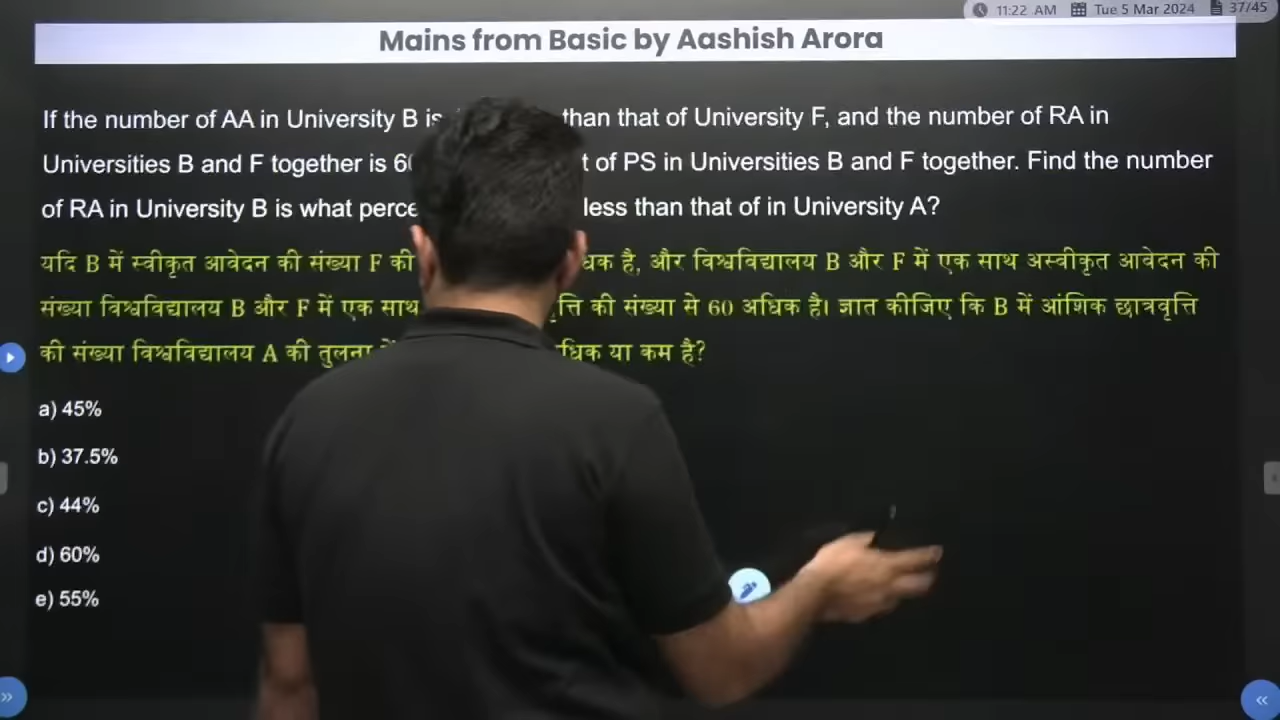 11:22 AM Tue 5 Mar 2024 37/45
Mains from Basic by Aashish Arora
If the number of AA in University B is than that of University F, and the number of RA in
Universities B and F together is of PS in Universities B and F together. Find the number
of RA in University B is what less than that of in University A?
यदि B में स्वीकृत आवेदन की संख्या F की है, और विश्वविद्यालय B और F में एक साथ अस्वीकृत आवेदन की
संख्या विश्वविद्यालय B और F में एक साथ की संख्या से 60 अधिक है। ज्ञात कीजिए कि B में आंशिक छात्रवृत्ति
की संख्या विश्वविद्यालय A की तुलना या कम है?
a) 45%
b) 37.5%
c) 44%
d) 60%
e) 55%